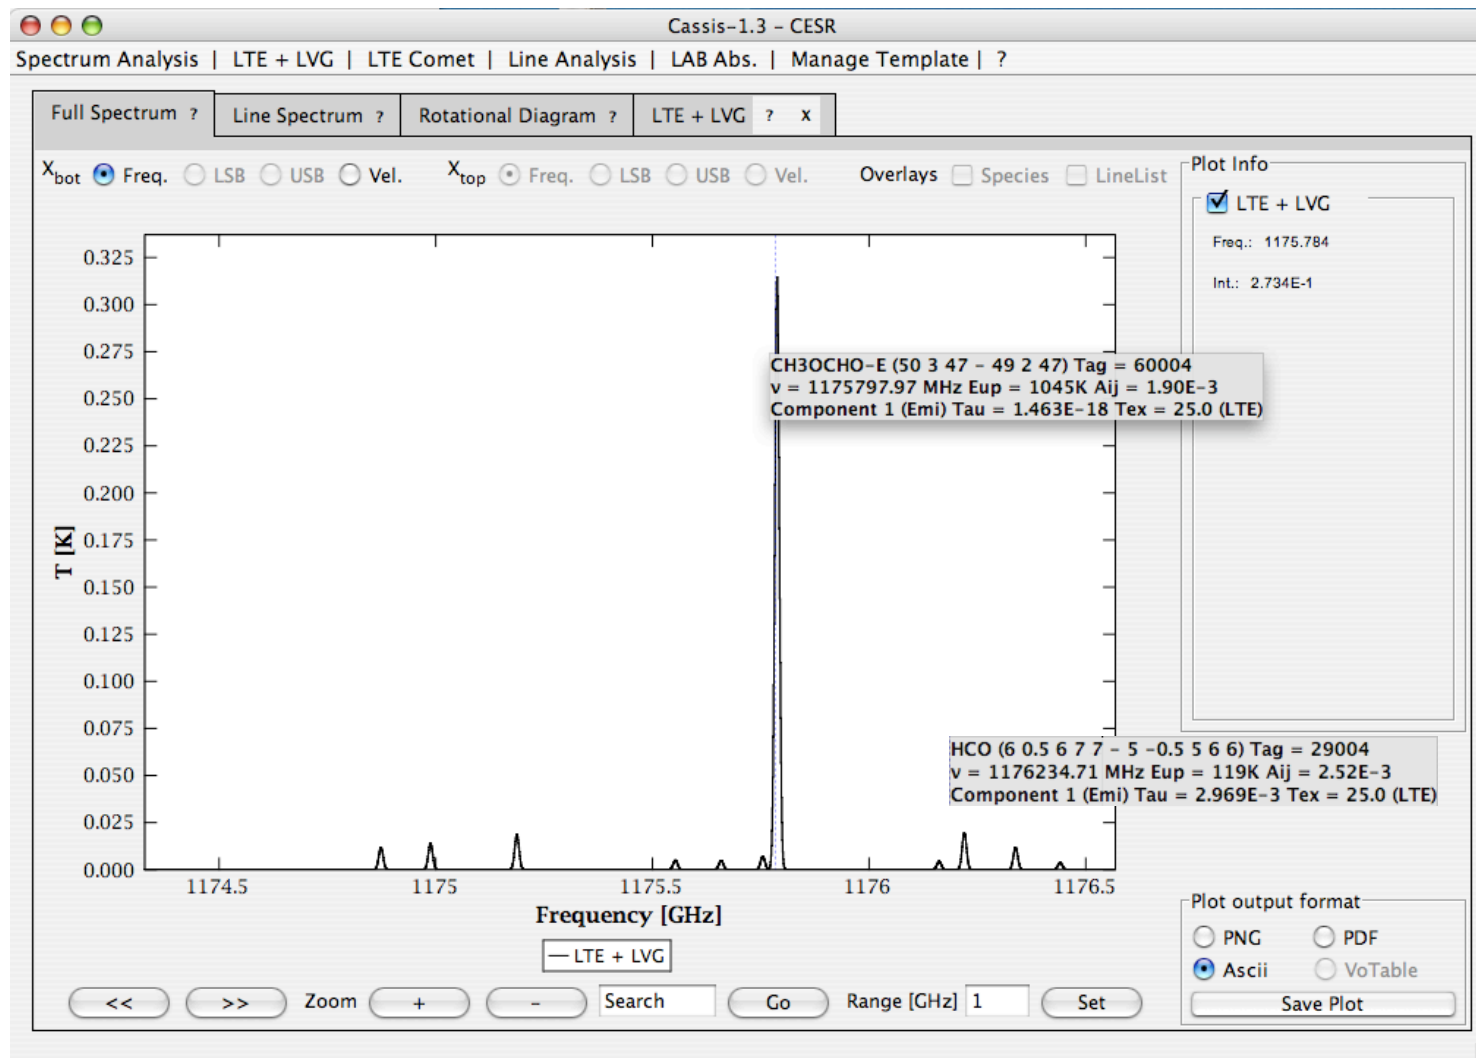 Cassis-1.3 - CESR
Spectrum Analysis | LTE + LVG | LTE Comet | Line Analysis | LAB Abs. | Manage Template | ?
Full Spectrum ? Line Spectrum ? Rotational Diagram ? LTE + LVG ? X
Xbot Freq. LSB USB Vel. Xtop Freq. LSB USB Vel. Overlays Species LineList
Plot Info
LTE + LVG
Freq.: 1175.784
Int.: 2.734E-1
0.325
0.300
0.275
0.250
0.225
0.200
0.175
0.150
0.125
0.100
0.075
0.050
0.025
0.000
T [K]
CH3OCHO-E (50 3 47 - 49 2 47) Tag = 60004
ν = 1175797.97 MHz Eup = 1045K Aij = 1.90E-3
Component 1 (Emi) Tau = 1.463E-18 Tex = 25.0 (LTE)
HCO (6 0.5 6 7 7 - 5 -0.5 5 6 6) Tag = 29004
ν = 1176234.71 MHz Eup = 119K Aij = 2.52E-3
Component 1 (Emi) Tau = 2.969E-3 Tex = 25.0 (LTE)
1174.5 1175 1175.5 1176 1176.5
Frequency [GHz]
LTE + LVG
<< >> Zoom + - Search Go Range [GHz] 1 Set
Plot output format
PNG PDF
Ascii VoTable
Save Plot